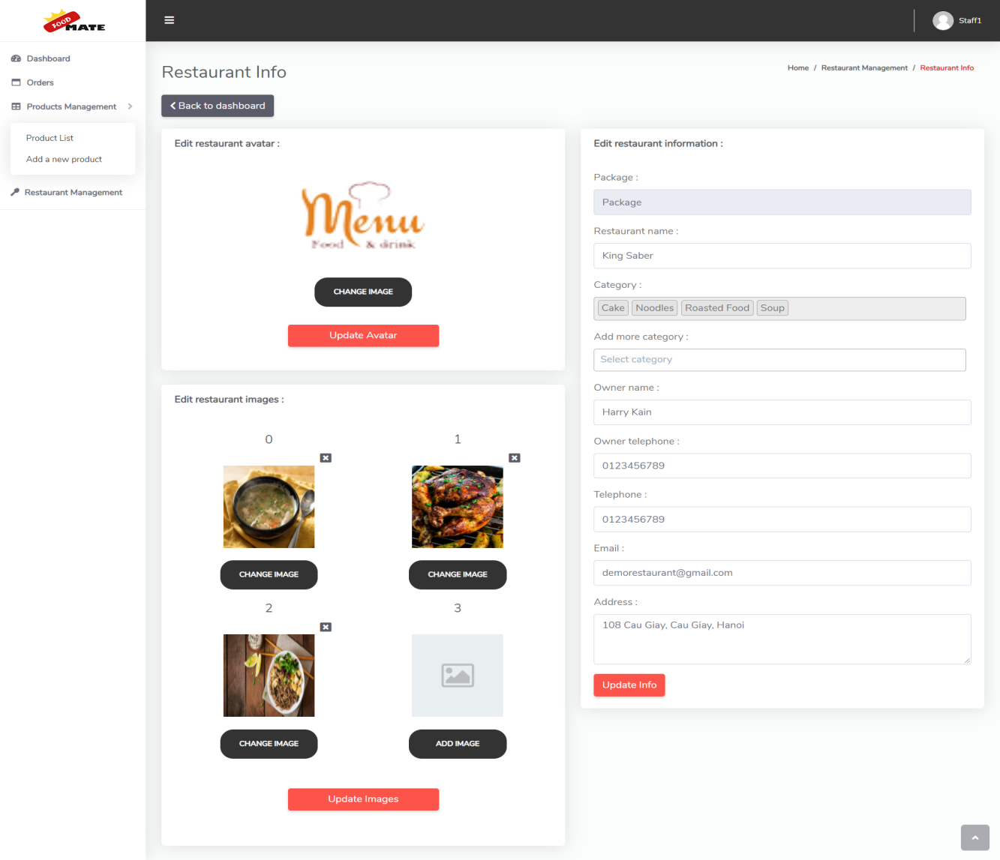 FOOD
MATE
Staff1
Dashboard
Orders
Products Management
Product List
Add a new product
Restaurant Management
Restaurant Info
Home / Restaurant Management / Restaurant Info
Back to dashboard
Edit restaurant avatar :
Menu
Food & drink
CHANGE IMAGE
Update Avatar
Edit restaurant images :
0
1
CHANGE IMAGE
CHANGE IMAGE
2
3
CHANGE IMAGE
ADD IMAGE
Update Images
Edit restaurant information :
Package :
Package
Restaurant name :
King Saber
Category :
Cake Noodles Roasted Food Soup
Add more category :
Select category
Owner name :
Harry Kain
Owner telephone :
0123456789
Telephone :
0123456789
Email :
demorestaurant@gmail.com
Address :
108 Cau Giay, Cau Giay, Hanoi
Update Info